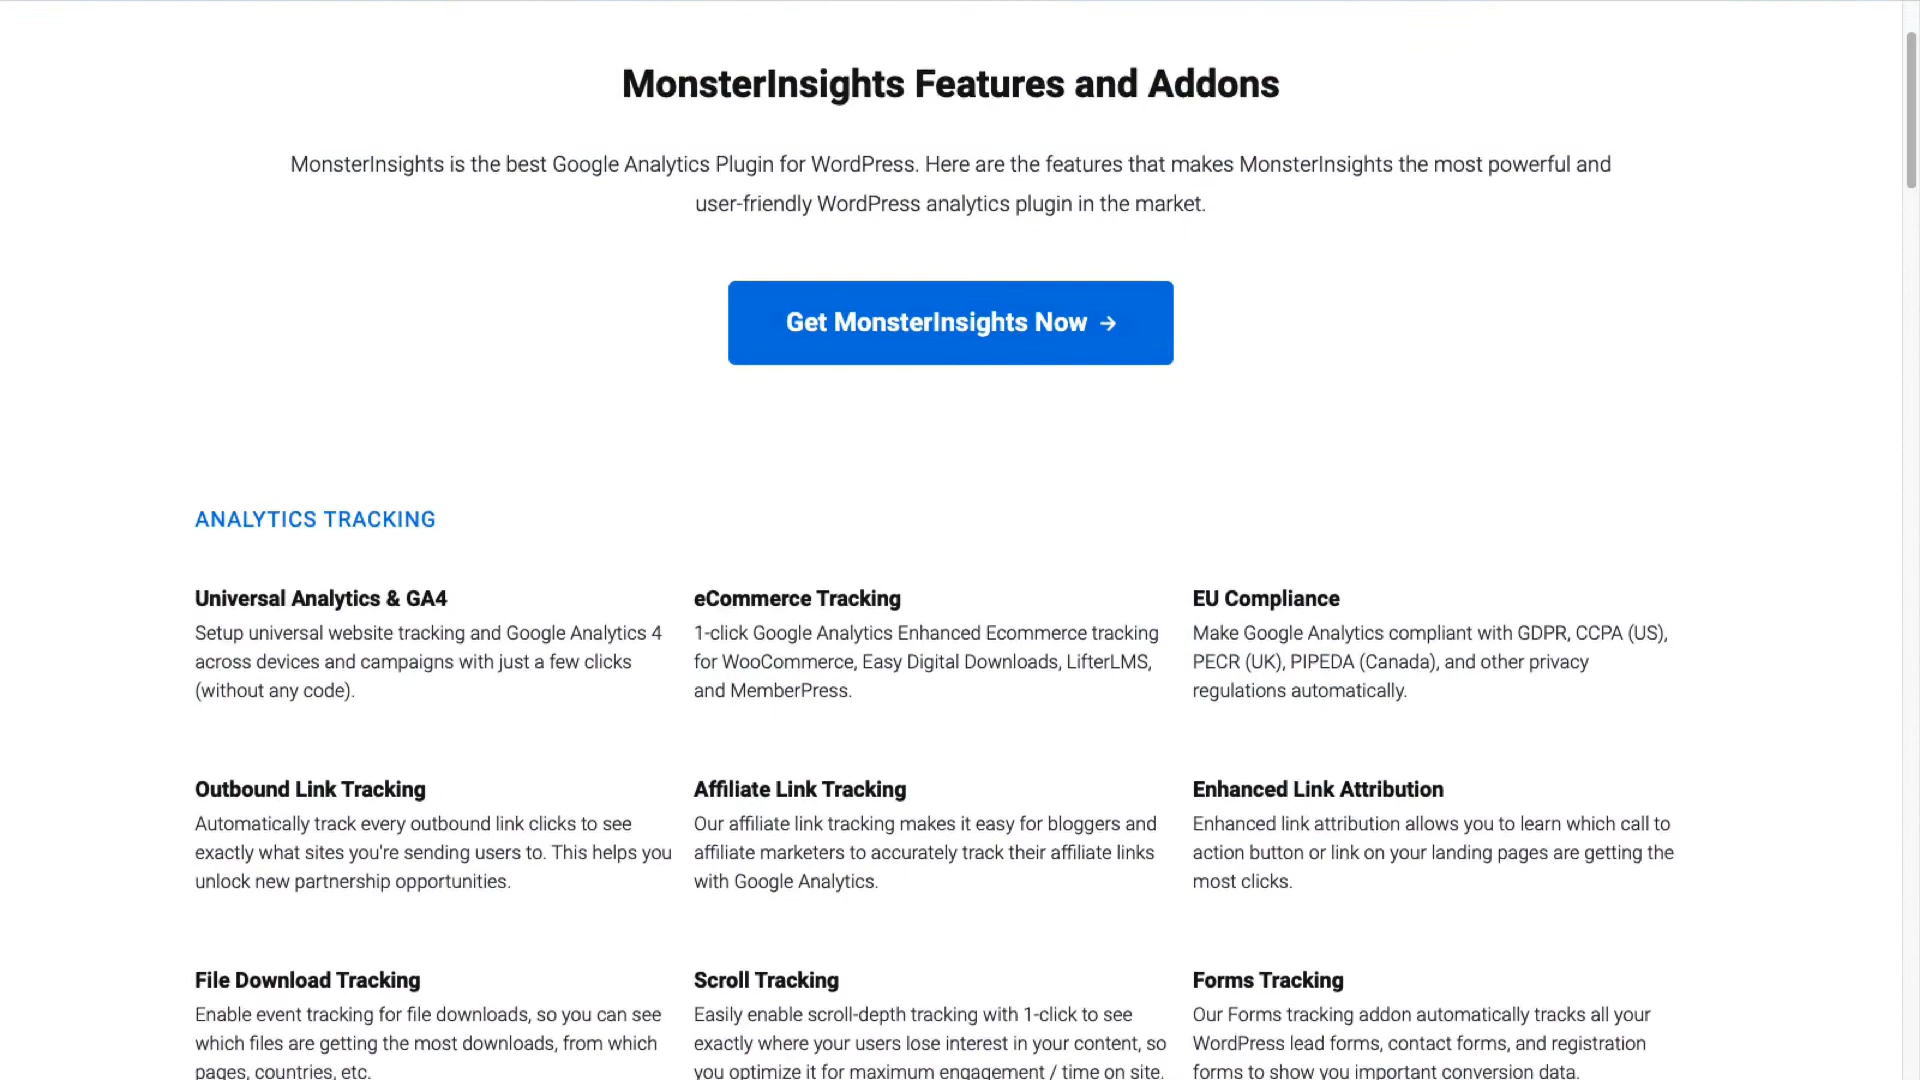 MonsterInsights Features and Addons
MonsterInsights is the best Google Analytics Plugin for WordPress. Here are the features that makes MonsterInsights the most powerful and
user-friendly WordPress analytics plugin in the market.
Get MonsterInsights Now →
ANALYTICS TRACKING
Universal Analytics & GA4
Setup universal website tracking and Google Analytics 4
across devices and campaigns with just a few clicks
(without any code).
eCommerce Tracking
1-click Google Analytics Enhanced Ecommerce tracking
for WooCommerce, Easy Digital Downloads, LifterLMS,
and MemberPress.
EU Compliance
Make Google Analytics compliant with GDPR, CCPA (US),
PECR (UK), PIPEDA (Canada), and other privacy
regulations automatically.
Outbound Link Tracking
Automatically track every outbound link clicks to see
exactly what sites you're sending users to. This helps you
unlock new partnership opportunities.
Affiliate Link Tracking
Our affiliate link tracking makes it easy for bloggers and
affiliate marketers to accurately track their affiliate links
with Google Analytics.
Enhanced Link Attribution
Enhanced link attribution allows you to learn which call to
action button or link on your landing pages are getting the
most clicks.
File Download Tracking
Enable event tracking for file downloads, so you can see
which files are getting the most downloads, from which
pages, countries, etc.
Scroll Tracking
Easily enable scroll-depth tracking with 1-click to see
exactly where your users lose interest in your content, so
you optimize it for maximum engagement / time on site.
Forms Tracking
Our Forms tracking addon automatically tracks all your
WordPress lead forms, contact forms, and registration
forms to show you important conversion data.